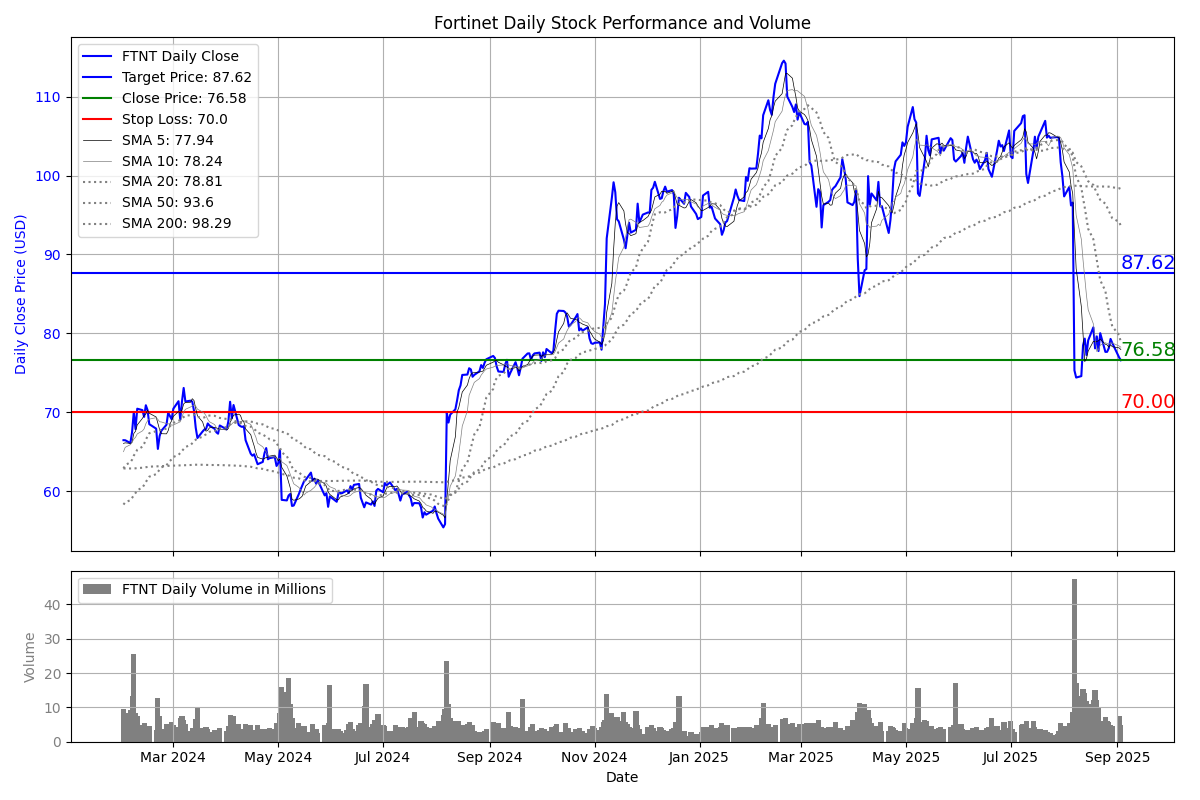 Fortinet Daily Stock Performance and Volume
FTNT Daily Close
Target Price: 87.62
Close Price: 76.58
Stop Loss: 70.0
SMA 5: 77.94
SMA 10: 78.24
SMA 20: 78.81
SMA 50: 93.6
SMA 200: 98.29
Daily Close Price (USD)
110
100
90
80
70
60
87.62
76.58
70.00
FTNT Daily Volume in Millions
Volume
40
30
20
10
0
Mar 2024
May 2024
Jul 2024
Sep 2024
Nov 2024
Jan 2025
Mar 2025
May 2025
Jul 2025
Sep 2025
Date